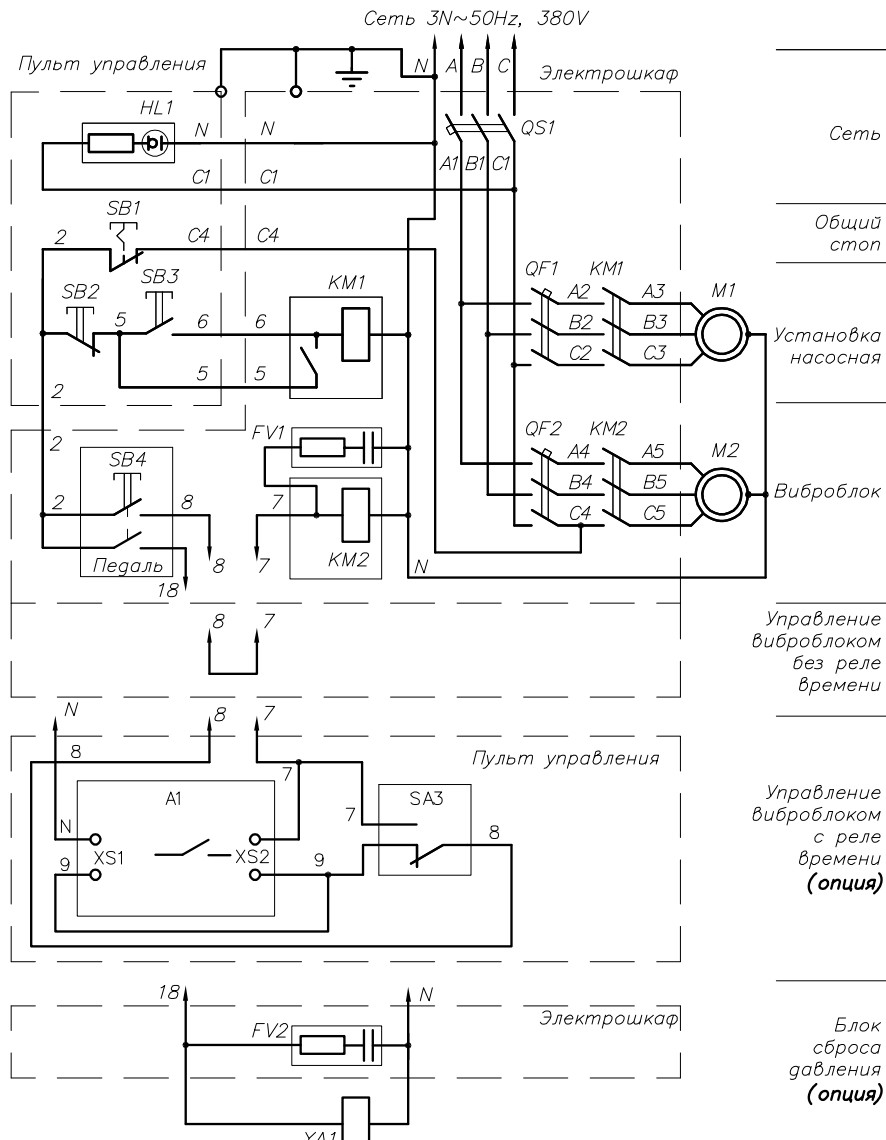 Сеть 3N~50Hz, 380V
Пульт управления
N A B C
Электрошкаф
HL1
N N
QS1
Сеть
A1 B1 C1
C1 C1
SB1
2 C4 C4
Общий
стоп
SB2 SB3
KM1
QF1 A2 KM1 A3 M1
5 6 6
B2 B3
Установка
насосная
C2 C3
5 5
2
2
FV1
QF2 A4 KM2 A5 M2
SB4
2 8 7
B4 B5
Виброблок
C4 C5
Педаль
8 7 KM2
N
18
Управление
виброблоком
без реле
времени
8 7
N 8 7
8
Пульт управления
7
A1 SA3
7
Управление
виброблоком
с реле
времени
(опция)
N 8
XS1 XS2
9 9
18 N
Электрошкаф
FV2
Блок
сброса
давления
(опция)
YA1